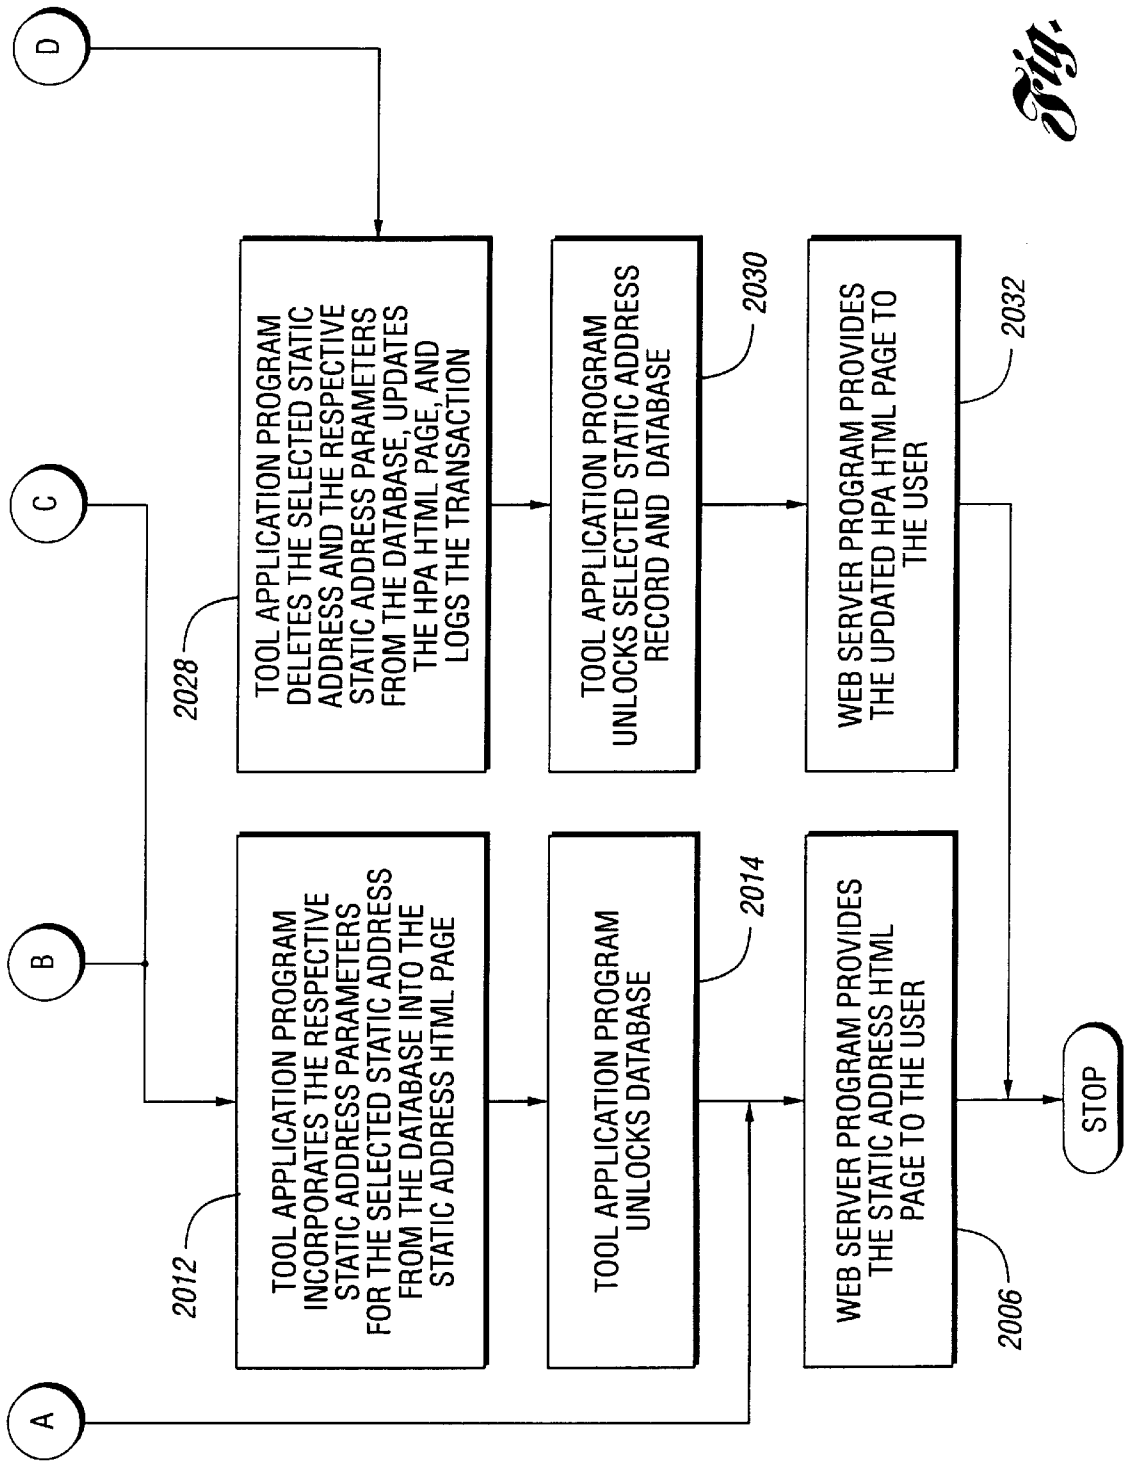 A
B
C
D
2012
TOOL APPLICATION PROGRAM
INCORPORATES THE RESPECTIVE
STATIC ADDRESS PARAMETERS
FOR THE SELECTED STATIC ADDRESS
FROM THE DATABASE INTO THE
STATIC ADDRESS HTML PAGE
2028
TOOL APPLICATION PROGRAM
DELETES THE SELECTED STATIC
ADDRESS AND THE RESPECTIVE
STATIC ADDRESS PARAMETERS
FROM THE DATABASE, UPDATES
THE HPA HTML PAGE, AND
LOGS THE TRANSACTION
TOOL APPLICATION PROGRAM
UNLOCKS DATABASE
2014
TOOL APPLICATION PROGRAM
UNLOCKS SELECTED STATIC ADDRESS
RECORD AND DATABASE
2030
WEB SERVER PROGRAM PROVIDES
THE STATIC ADDRESS HTML
PAGE TO THE USER
2006
WEB SERVER PROGRAM PROVIDES
THE UPDATED HPA HTML PAGE TO
THE USER
2032
STOP
Fig.